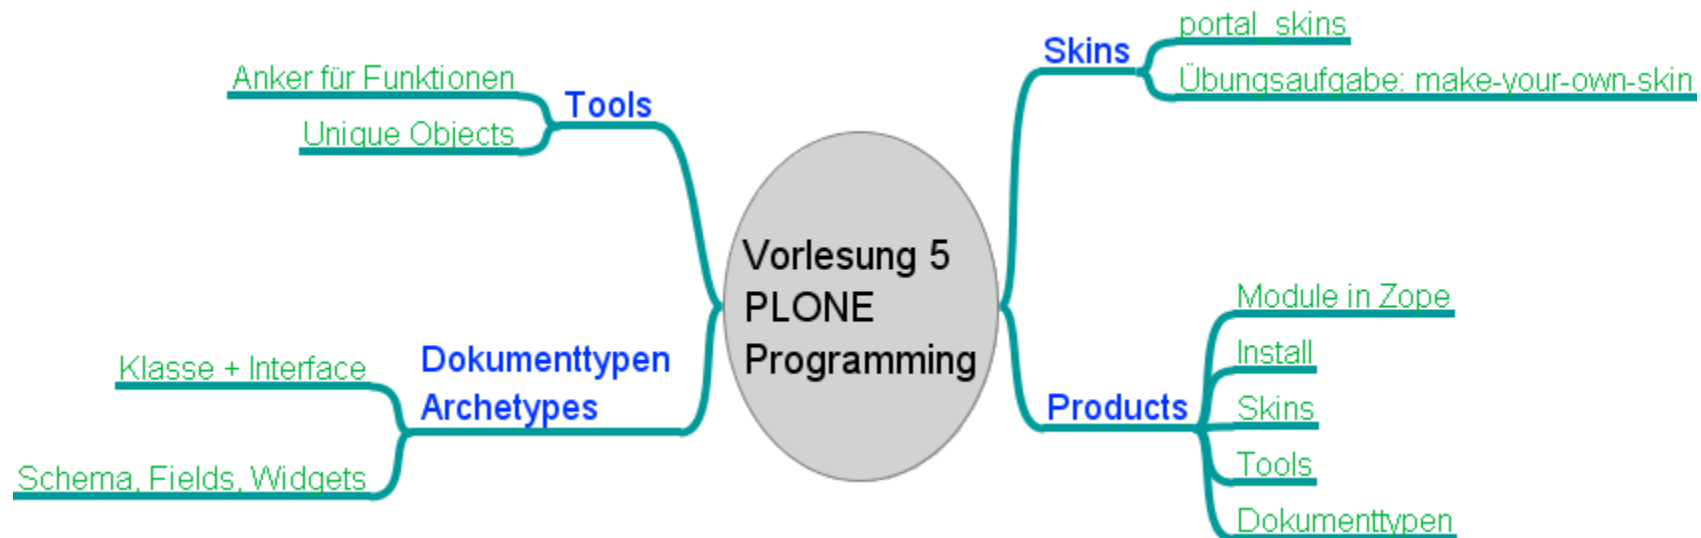 Vorlesung 5
PLONE
Programming
Skins
portal_skins
Übungsaufgabe: make-your-own-skin
Products
Module in Zope
Install
Skins
Tools
Dokumenttypen
Tools
Anker für Funktionen
Unique Objects
Dokumenttypen
Archetypes
Klasse + Interface
Schema, Fields, Widgets